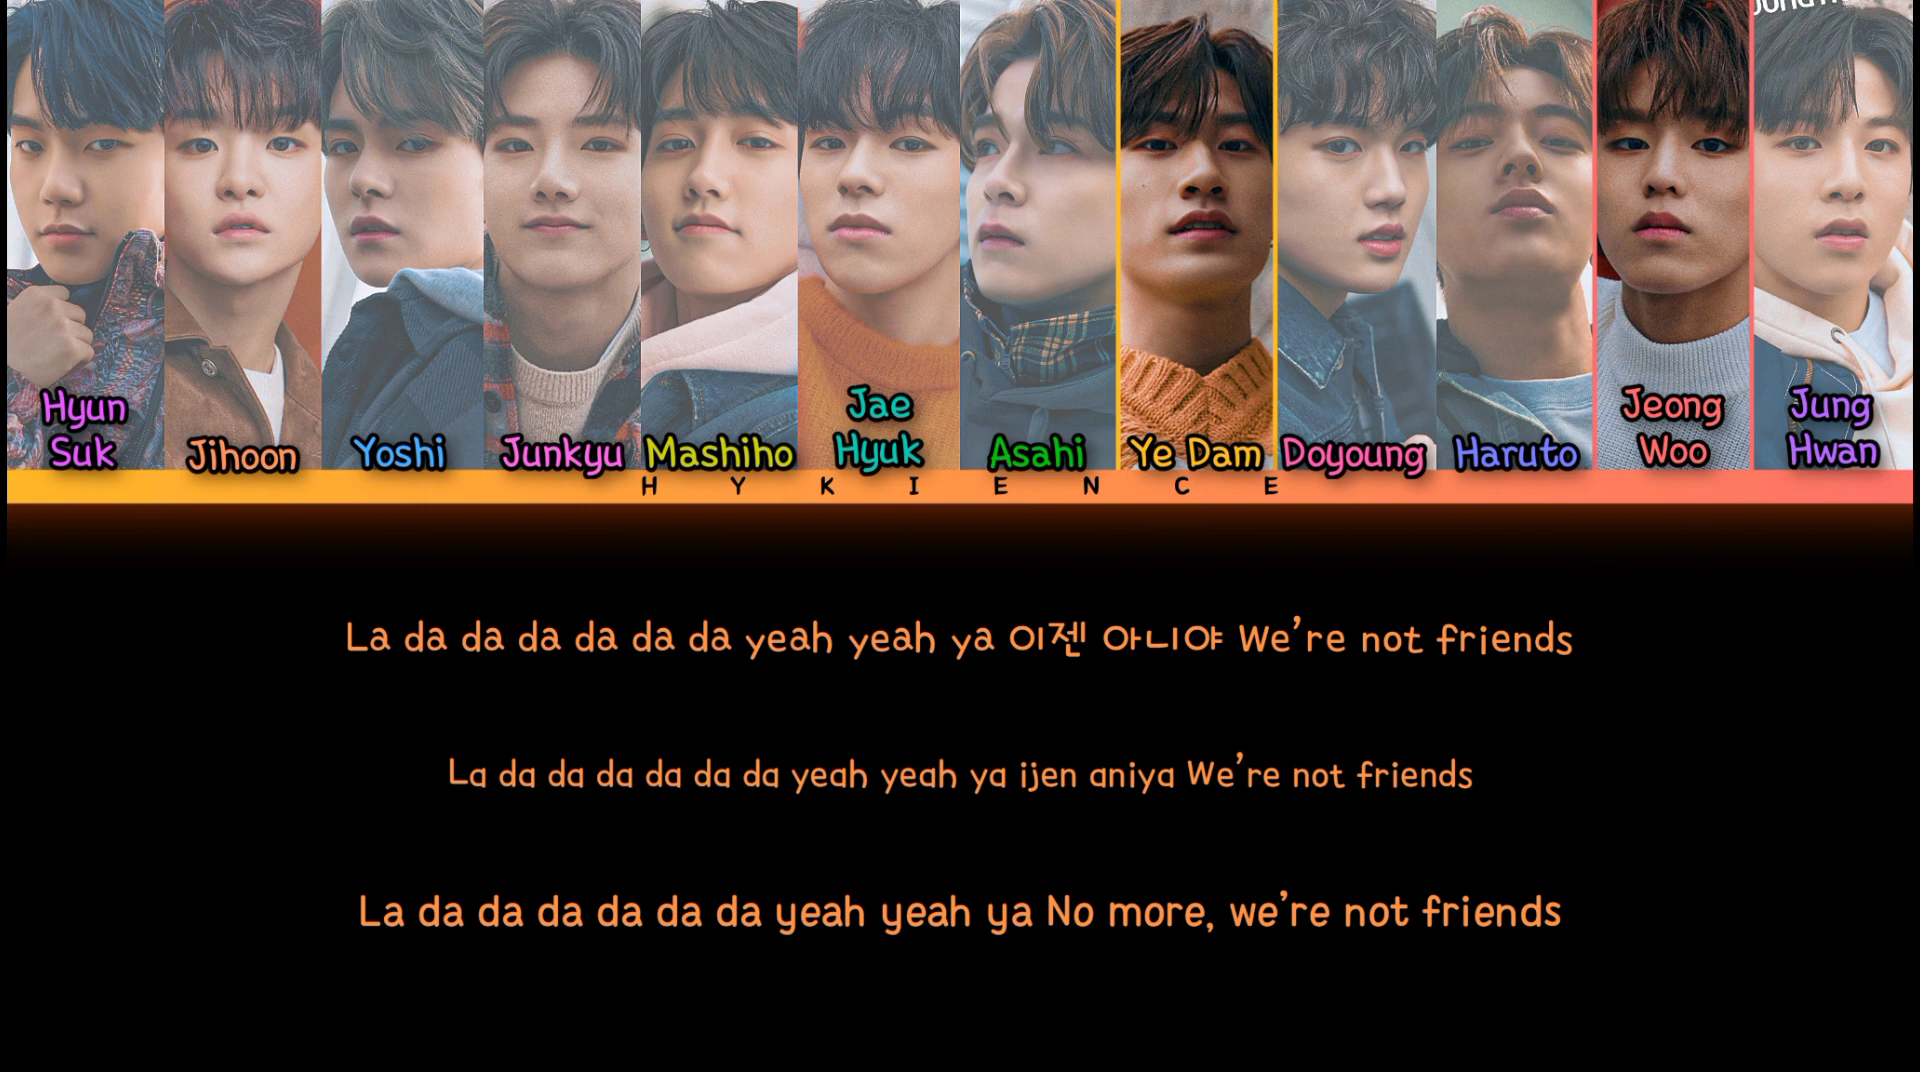 Hyun
Suk
Jihoon
Yoshi
Junkyu
Mashiho
Jae
Hyuk
Asahi
Ye Dam
Doyoung
Haruto
Jeong
Woo
Jung
Hwan
HYKIENCE
La da da da da da da yeah yeah ya 이젠 아니야 We’re not friends
La da da da da da da yeah yeah ya ijen aniya We’re not friends
La da da da da da da yeah yeah ya No more, we’re not friends